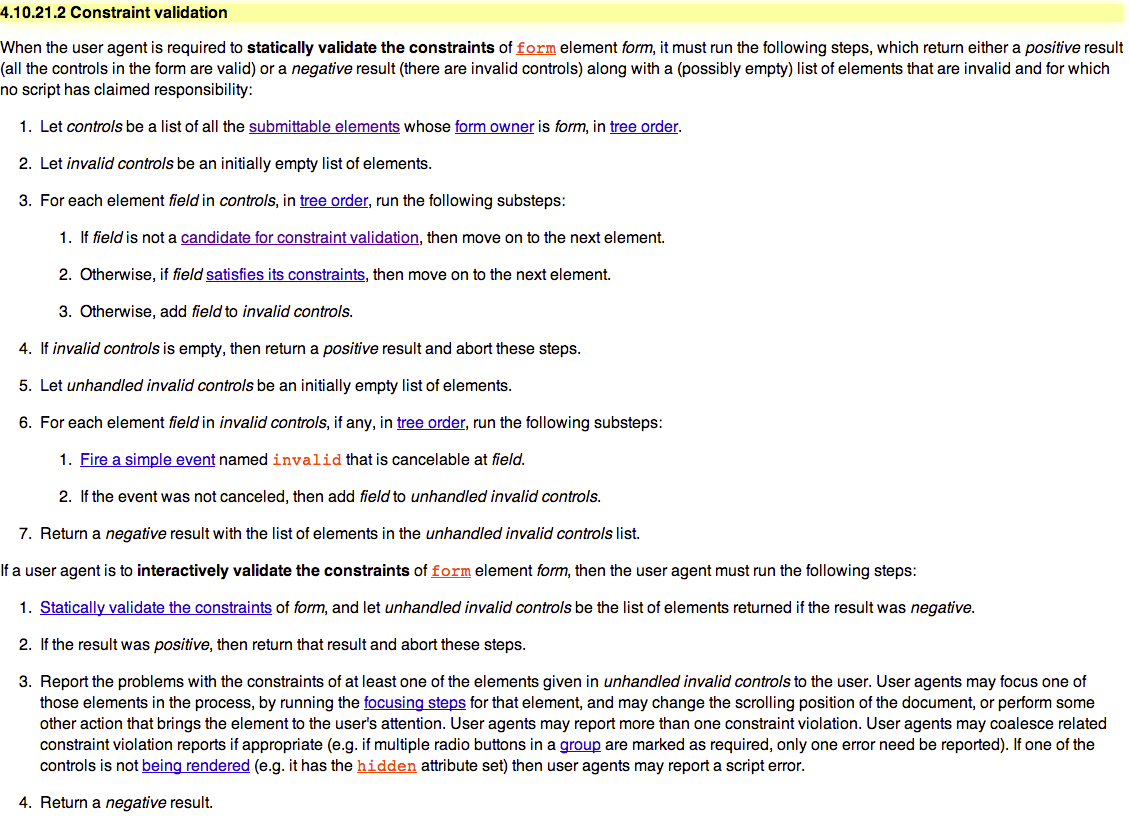 4.10.21.2 Constraint validation
When the user agent is required to statically validate the constraints of form element form, it must run the following steps, which return either a positive result
(all the controls in the form are valid) or a negative result (there are invalid controls) along with a (possibly empty) list of elements that are invalid and for which
no script has claimed responsibility:
1. Let controls be a list of all the submittable elements whose form owner is form, in tree order.
2. Let invalid controls be an initially empty list of elements.
3. For each element field in controls, in tree order, run the following substeps:
1. If field is not a candidate for constraint validation, then move on to the next element.
2. Otherwise, if field satisfies its constraints, then move on to the next element.
3. Otherwise, add field to invalid controls.
4. If invalid controls is empty, then return a positive result and abort these steps.
5. Let unhandled invalid controls be an initially empty list of elements.
6. For each element field in invalid controls, if any, in tree order, run the following substeps:
1. Fire a simple event named invalid that is cancelable at field.
2. If the event was not canceled, then add field to unhandled invalid controls.
7. Return a negative result with the list of elements in the unhandled invalid controls list.
If a user agent is to interactively validate the constraints of form element form, then the user agent must run the following steps:
1. Statically validate the constraints of form, and let unhandled invalid controls be the list of elements returned if the result was negative.
2. If the result was positive, then return that result and abort these steps.
3. Report the problems with the constraints of at least one of the elements given in unhandled invalid controls to the user. User agents may focus one of
those elements in the process, by running the focusing steps for that element, and may change the scrolling position of the document, or perform some
other action that brings the element to the user's attention. User agents may report more than one constraint violation. User agents may coalesce related
constraint violation reports if appropriate (e.g. if multiple radio buttons in a group are marked as required, only one error need be reported). If one of the
controls is not being rendered (e.g. it has the hidden attribute set) then user agents may report a script error.
4. Return a negative result.